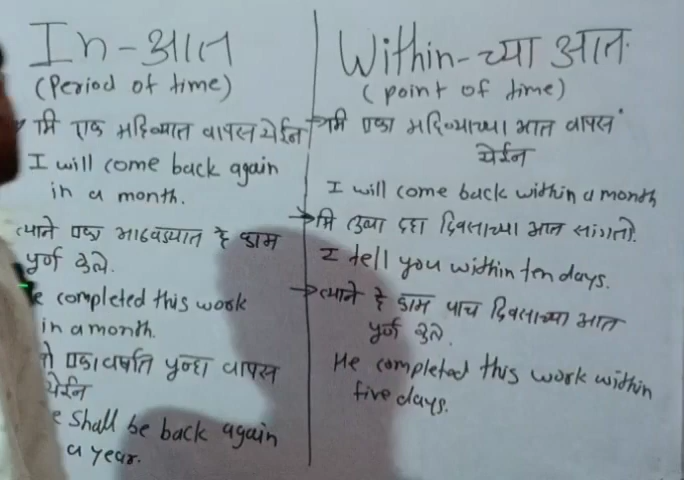 In - आत
(Period of time)
मि एक महिन्यात वापस येईन
I will come back again
in a month.
त्याने एका आठवड्यात हे काम
पूर्ण केले.
e completed this work
in a month.
एका वर्षात पून्हा वापस
येईन
e shall be back again
a year.
Within - च्या आत
(point of time)
मि एका महिन्याच्या आत वापस
येईन
I will come back within a month
मि तुला दहा दिवसाच्या आत सांगतो.
I tell you within ten days.
त्याने हे काम पाच दिवसाच्या आत
पूर्ण केले.
He completed this work within
five days.